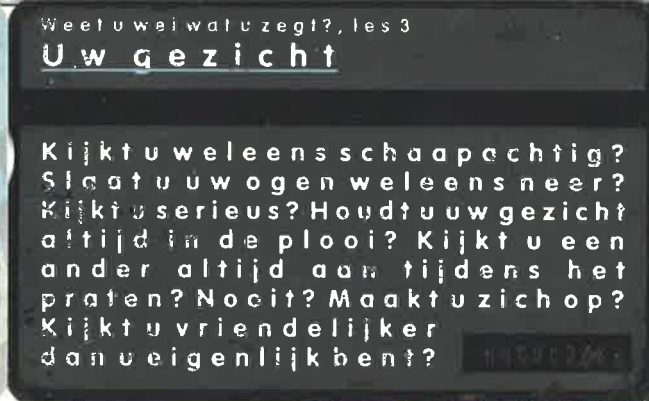 Weet u wel wat u zegt?, les 3
Uw gezicht
Kijkt u weleens schaapachtig?
Slaat u uw ogen weleens neer?
Kijkt u serieus? Houdt u uw gezicht
altijd in de plooi? Kijkt u een
ander altijd aan tijdens het
praten? Nooit? Maakt u zich op?
Kijkt u vriendelijker
dan u eigenlijk bent?